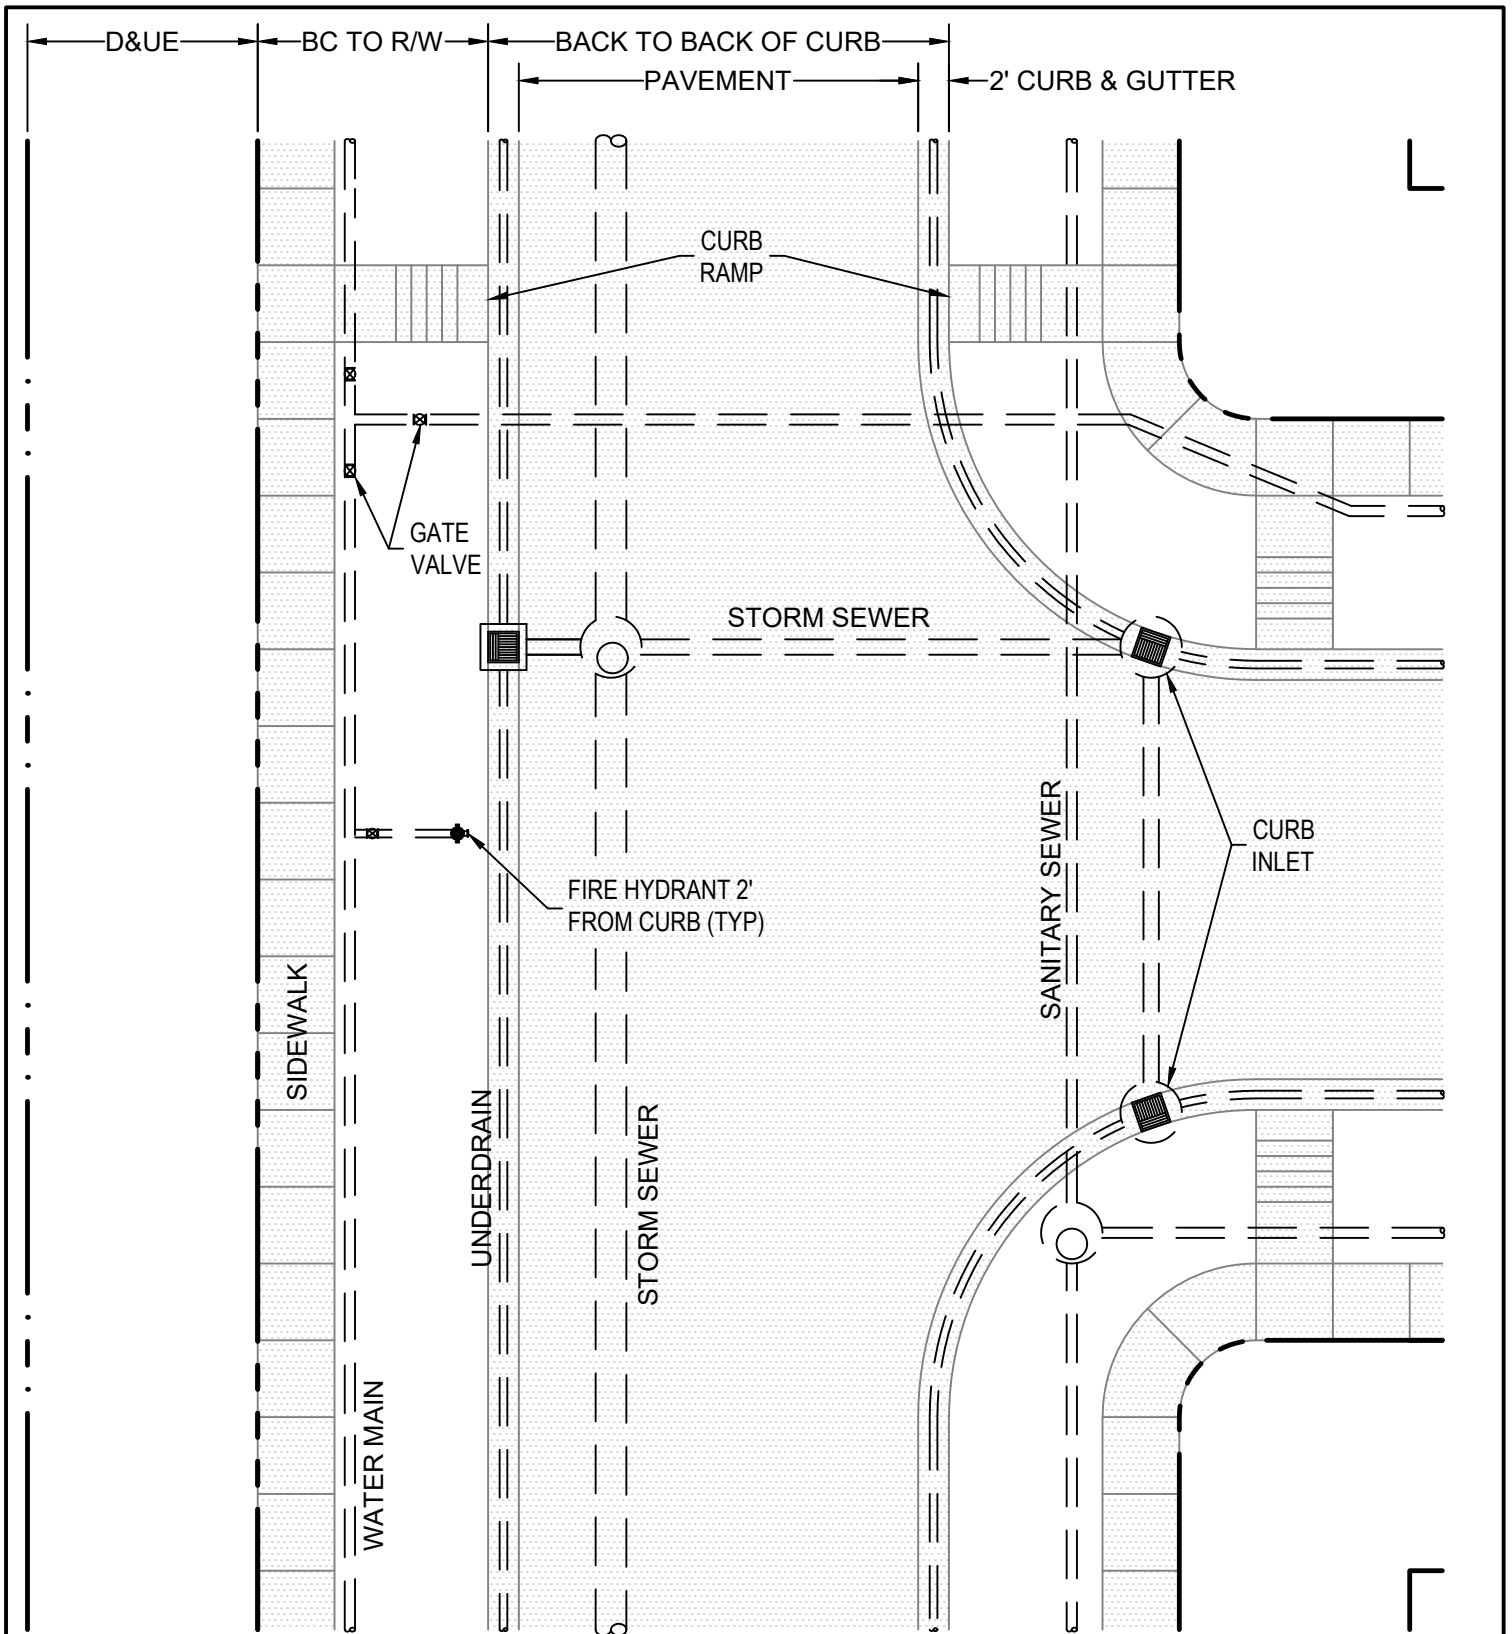 D&UE
BC TO R/W
BACK TO BACK OF CURB
PAVEMENT
2' CURB & GUTTER
CURB
RAMP
GATE
VALVE
STORM SEWER
CURB
INLET
SANITARY SEWER
FIRE HYDRANT 2'
FROM CURB (TYP)
SIDEWALK
UNDERDRAIN
STORM SEWER
WATER MAIN